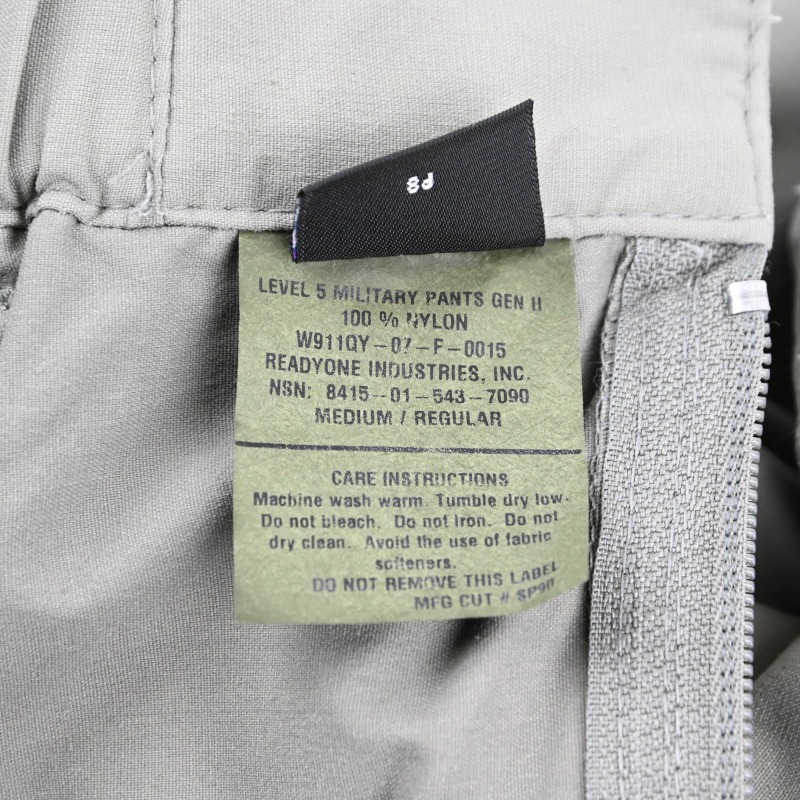 P8
LEVEL 5 MILITARY PANTS GEN II
100 % NYLON
W911QY-07-F-0015
READYONE INDUSTRIES, INC.
NSN: 8415-01-543-7090
MEDIUM / REGULAR
CARE INSTRUCTIONS
Machine wash warm. Tumble dry low.
Do not bleach. Do not Iron. Do not
dry clean. Avoid the use of fabric
softeners.
DO NOT REMOVE THIS LABEL
MFG CUT #